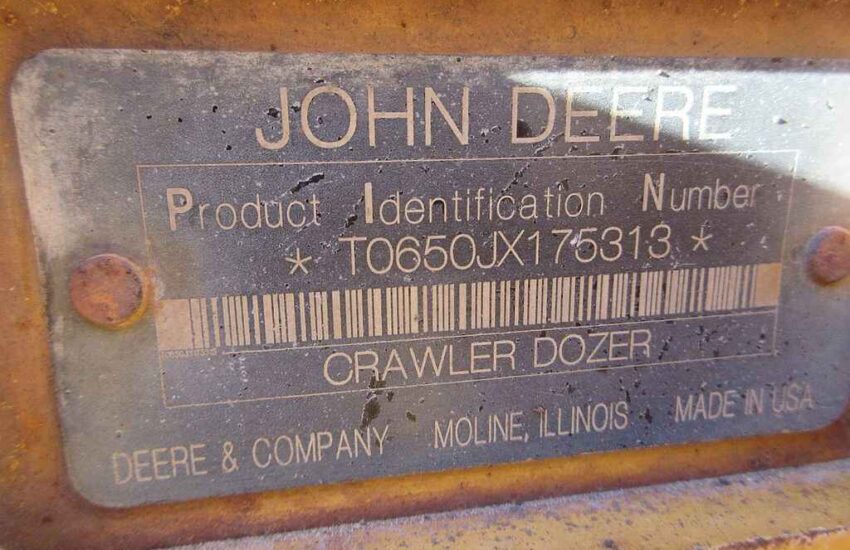 JOHN DEERE
Product Identification Number
* T0650JX175313 *
CRAWLER DOZER
DEERE & COMPANY MOLINE, ILLINOIS MADE IN USA